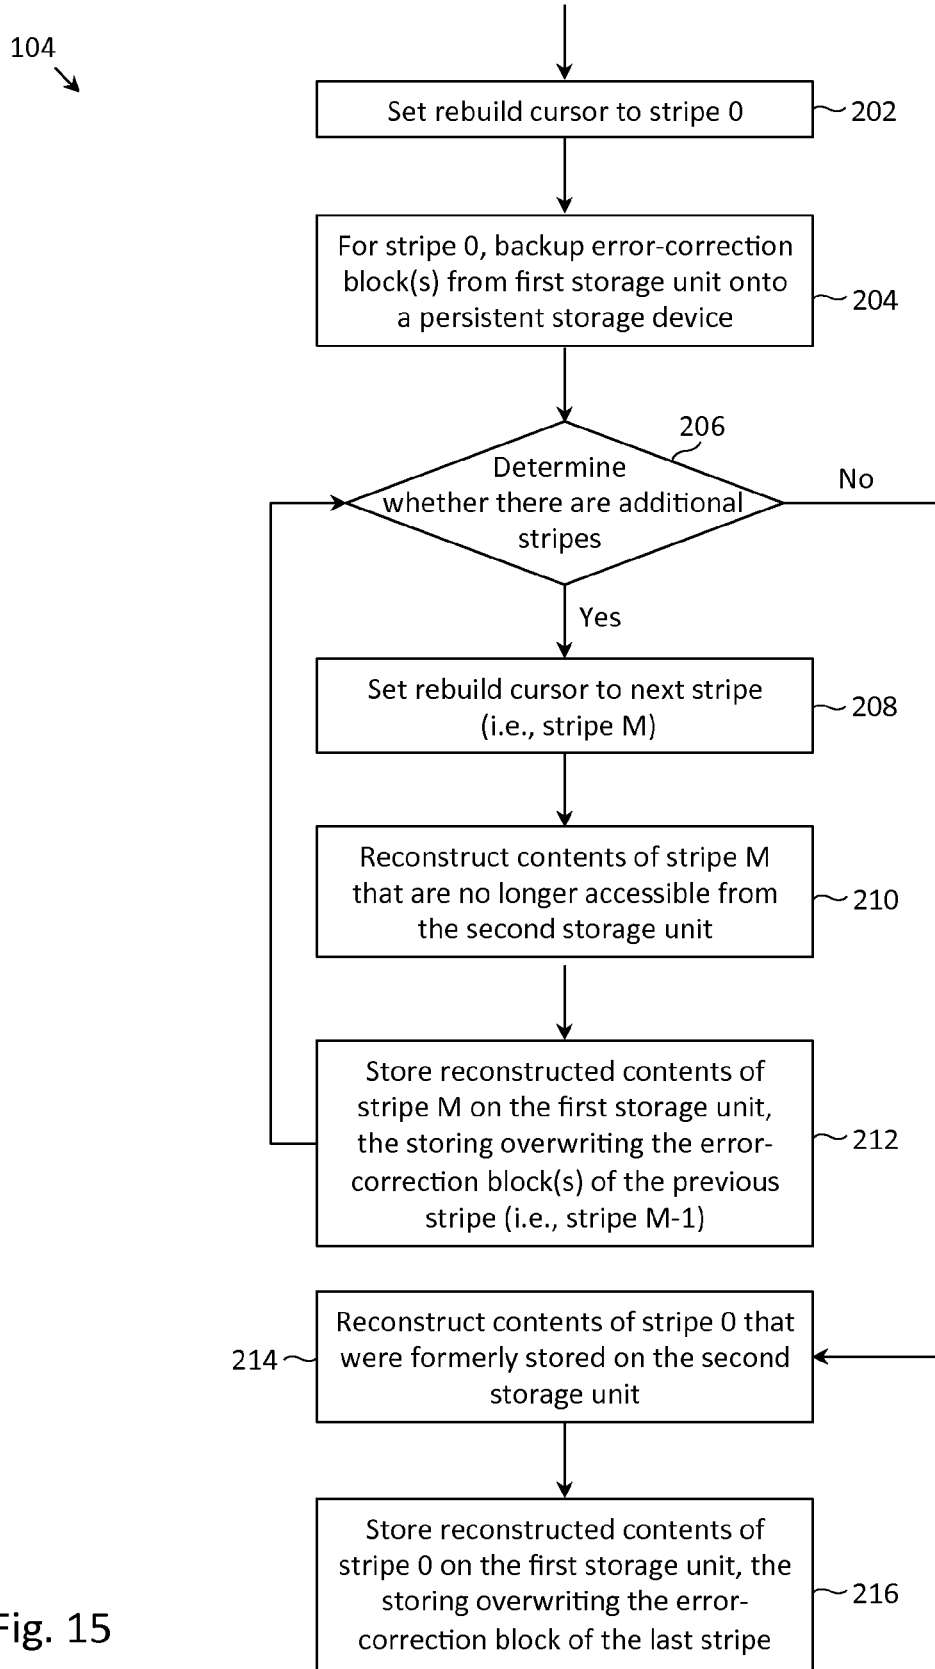 104
Set rebuild cursor to stripe 0
202
For stripe 0, backup error-correction
block(s) from first storage unit onto
a persistent storage device
204
206
Determine
whether there are additional
stripes
No
Yes
Set rebuild cursor to next stripe
(i.e., stripe M)
208
Reconstruct contents of stripe M
that are no longer accessible from
the second storage unit
210
Store reconstructed contents of
stripe M on the first storage unit,
the storing overwriting the error-
correction block(s) of the previous
stripe (i.e., stripe M-1)
212
Reconstruct contents of stripe 0 that
were formerly stored on the second
storage unit
214
Store reconstructed contents of
stripe 0 on the first storage unit, the
storing overwriting the error-
correction block of the last stripe
216
Fig. 15